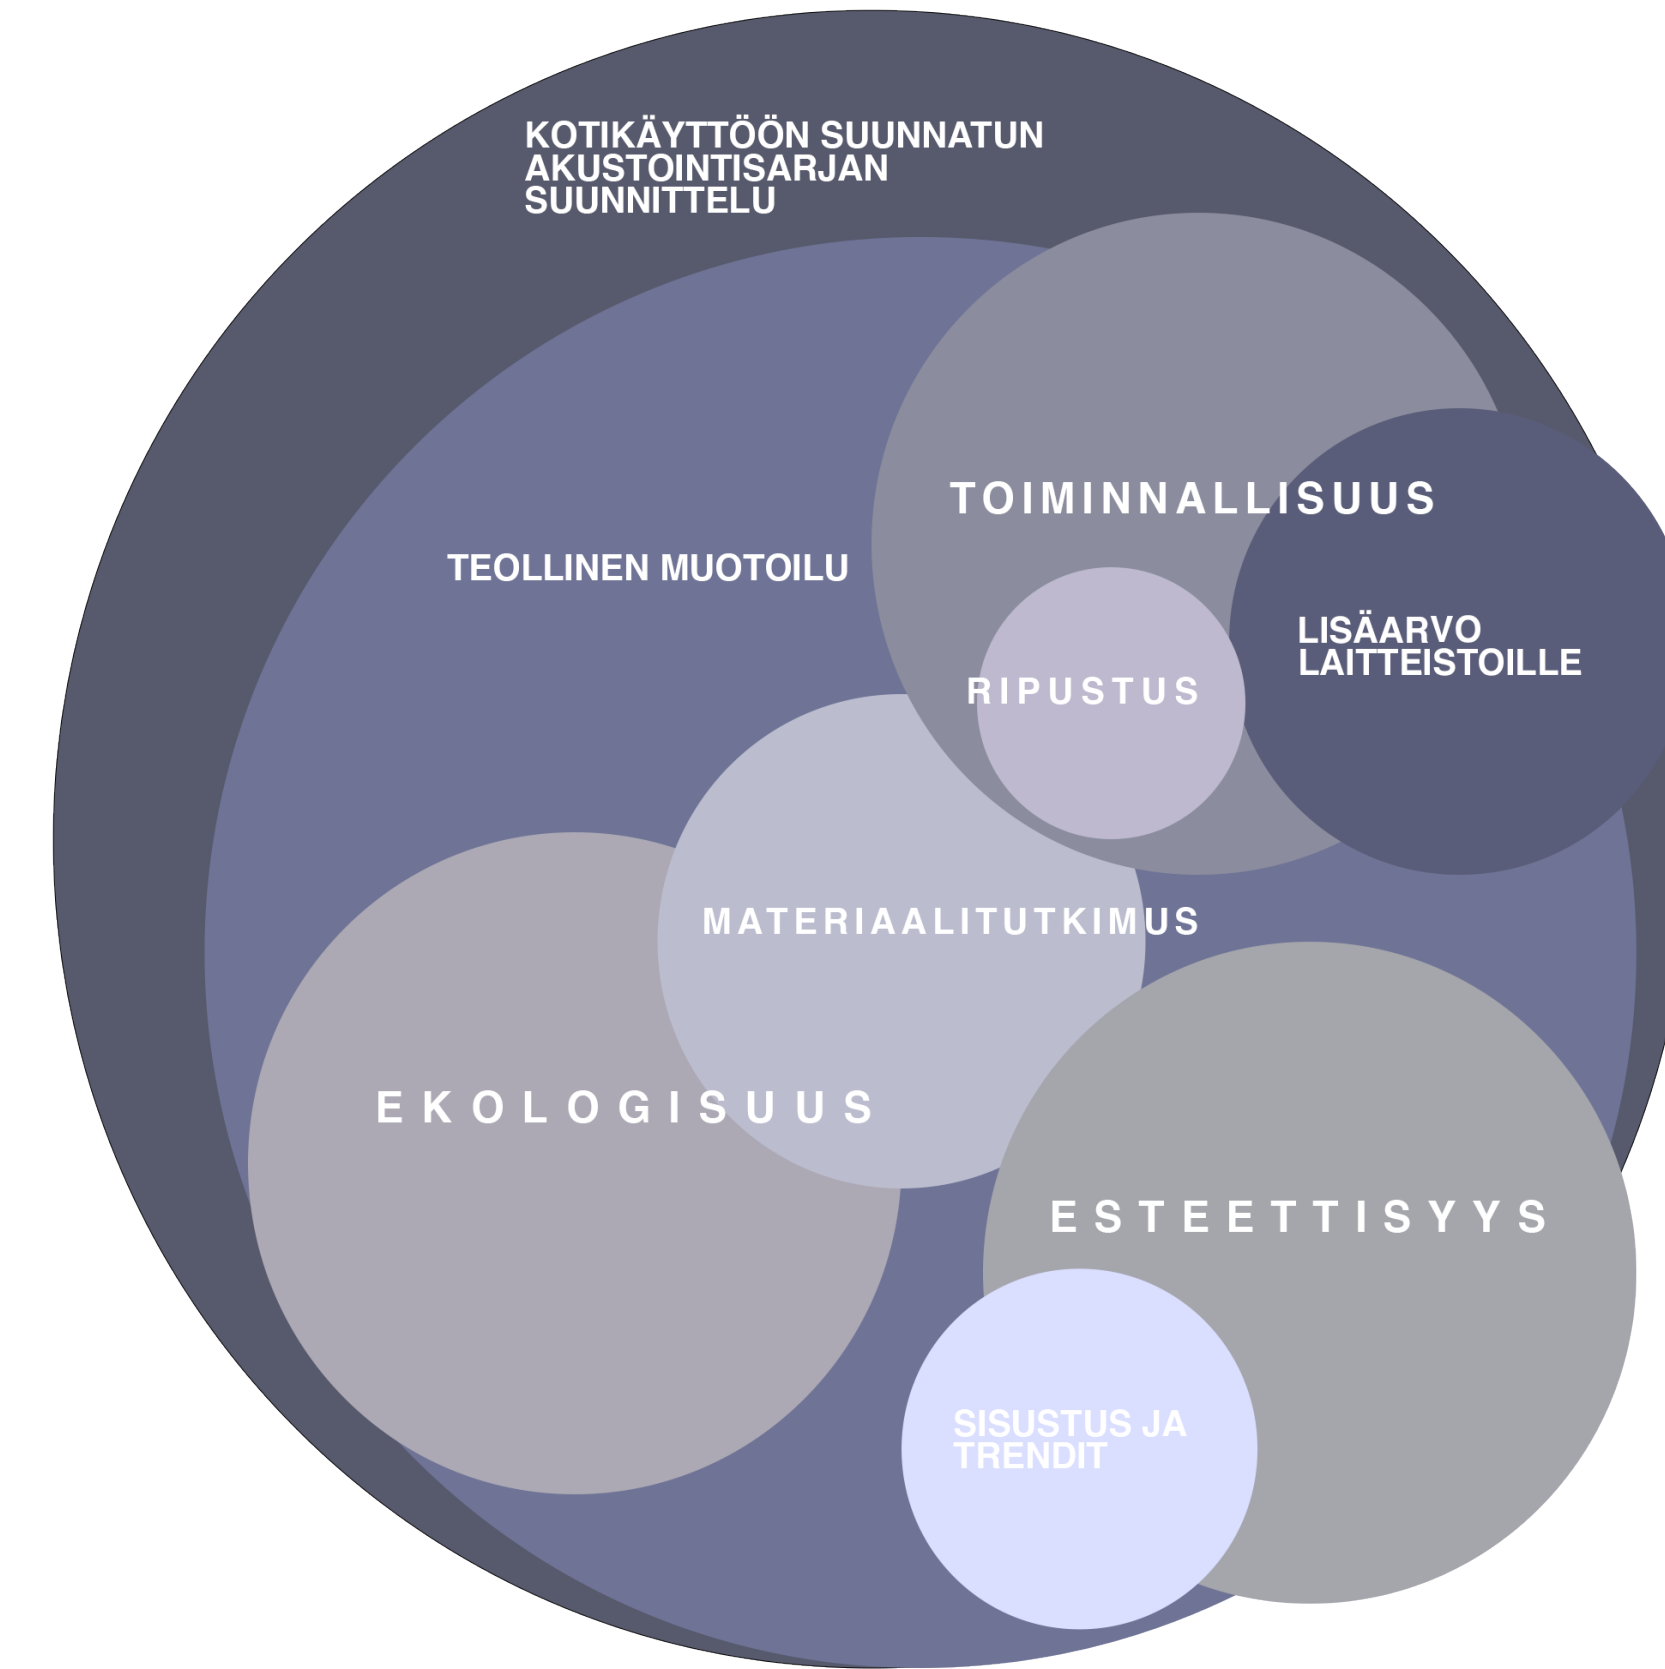 KOTIKÄYTTÖÖN SUUNNATUN
AKUSTOINTISARJAN
SUUNNITTELU
TOIMINNALLISUUS
TEOLLINEN MUOTOILU
LISÄARVO
LAITTEISTOILLE
RIPUSTUS
MATERIAALITUTKIMUS
EKOLOGISUUS
ESTEETTISYYS
SISUSTUS JA
TRENDIT